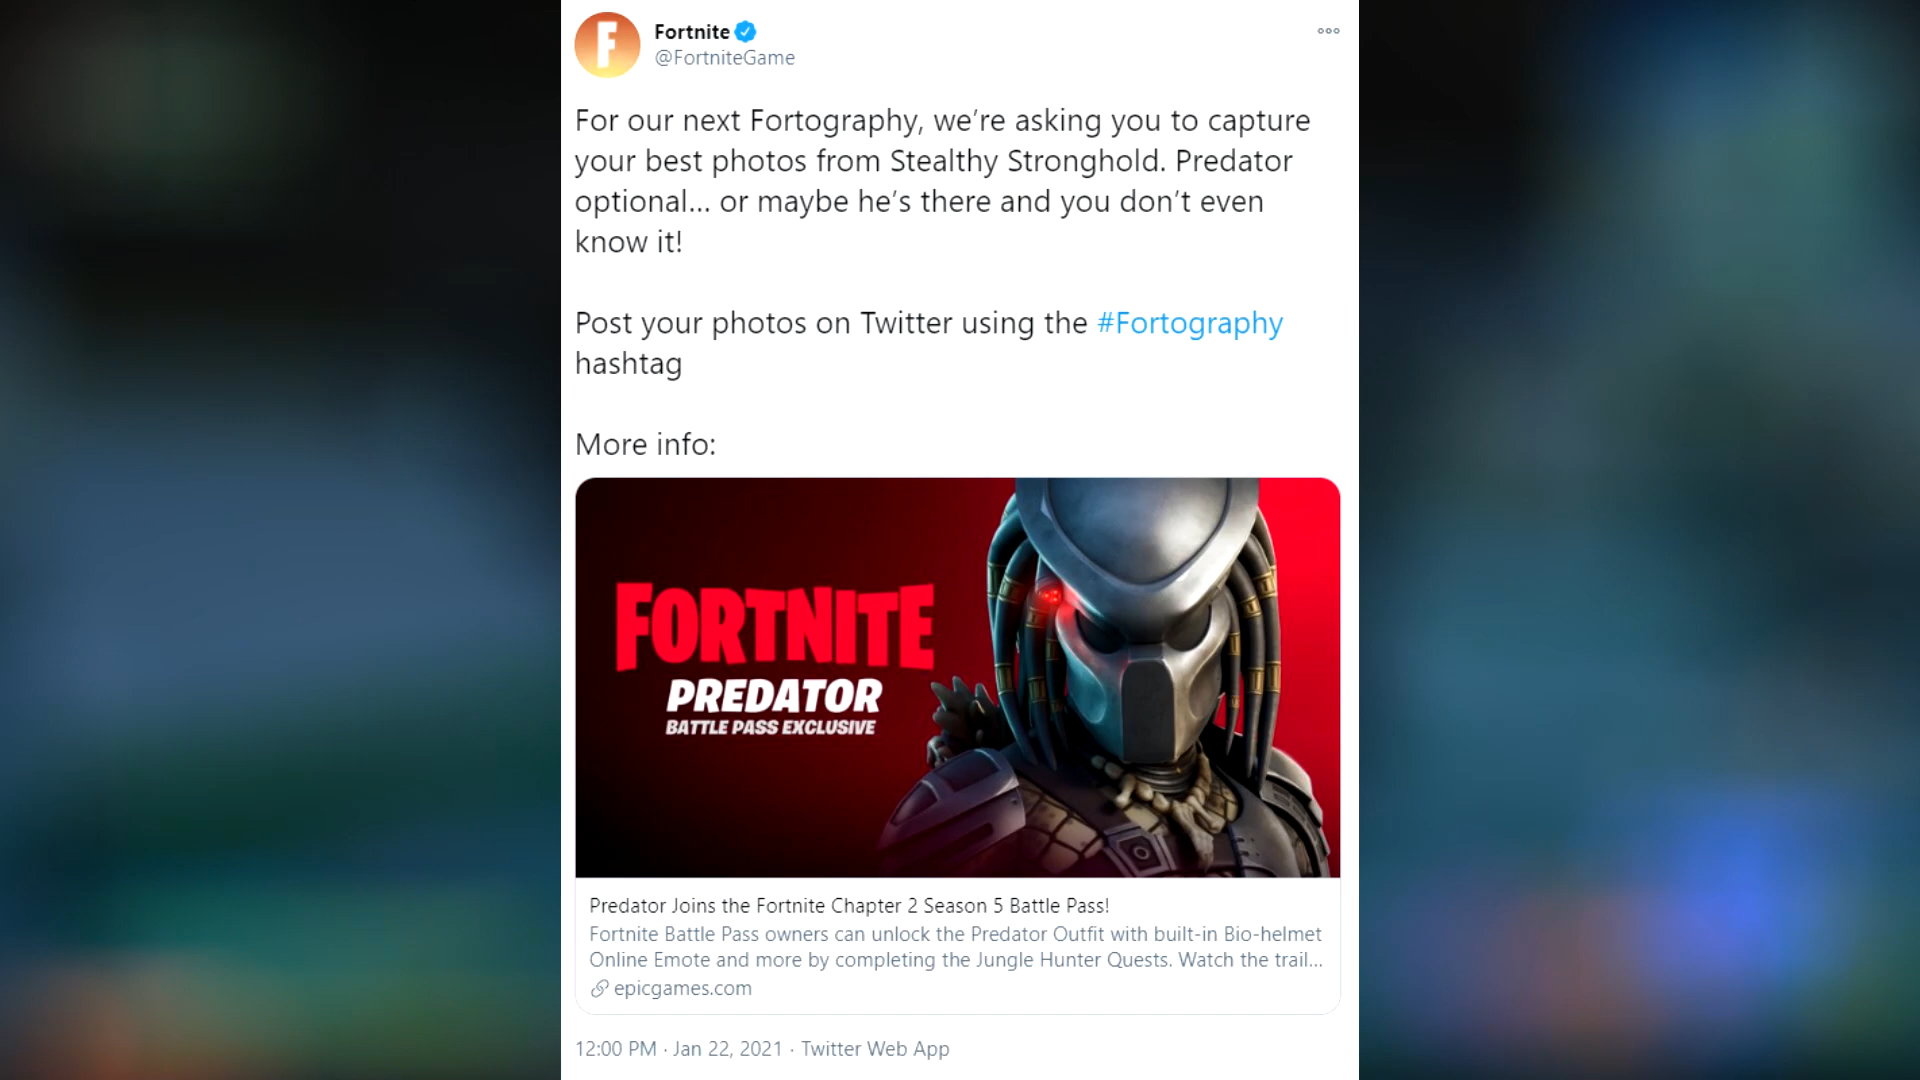 Fortnite
@FortniteGame
For our next Fortography, we’re asking you to capture
your best photos from Stealthy Stronghold. Predator
optional... or maybe he’s there and you don’t even
know it!
Post your photos on Twitter using the #Fortography
hashtag
More info:
FORTNITE
PREDATOR
BATTLE PASS EXCLUSIVE
Predator Joins the Fortnite Chapter 2 Season 5 Battle Pass!
Fortnite Battle Pass owners can unlock the Predator Outfit with built-in Bio-helmet
Online Emote and more by completing the Jungle Hunter Quests. Watch the trail...
epicgames.com
12:00 PM · Jan 22, 2021 · Twitter Web App